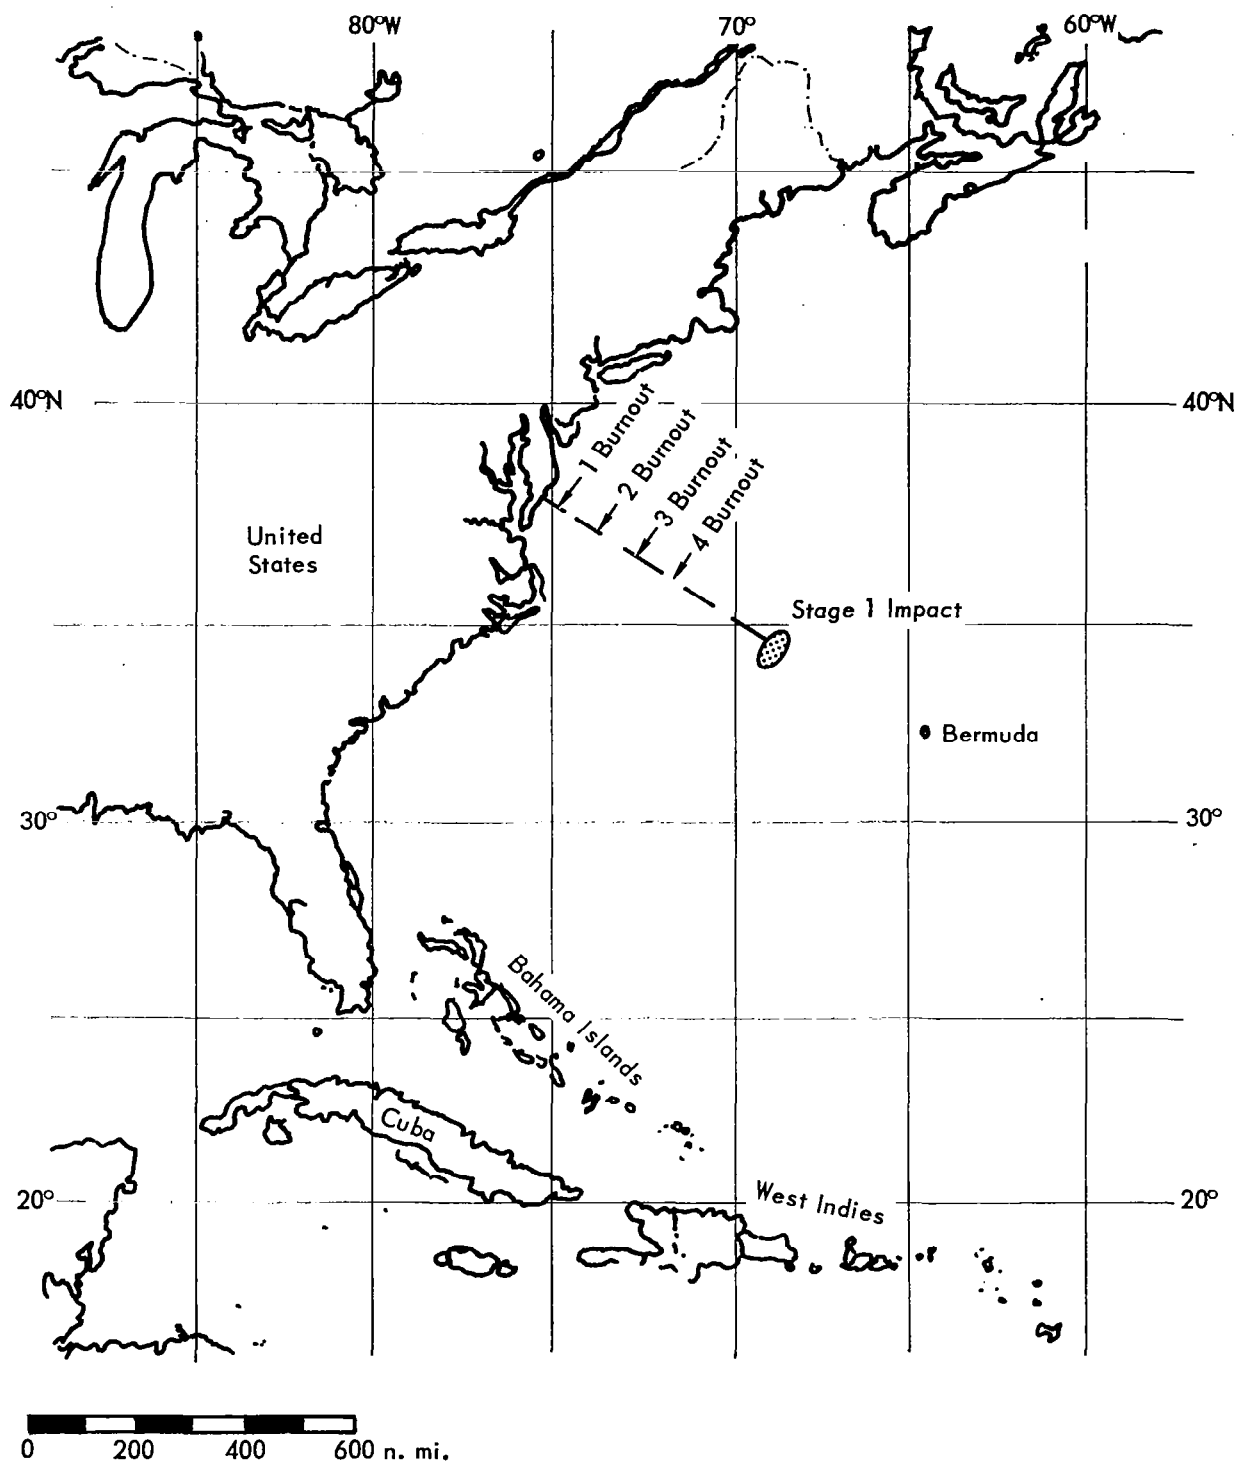 80°W
70°
60°W
40°N
40°N
1 Burnout
2 Burnout
3 Burnout
4 Burnout
United
States
Stage 1 Impact
Bermuda
30°
30°
Bahama Islands
Cuba
20°
West Indies
20°
0 200 400 600 n. mi.